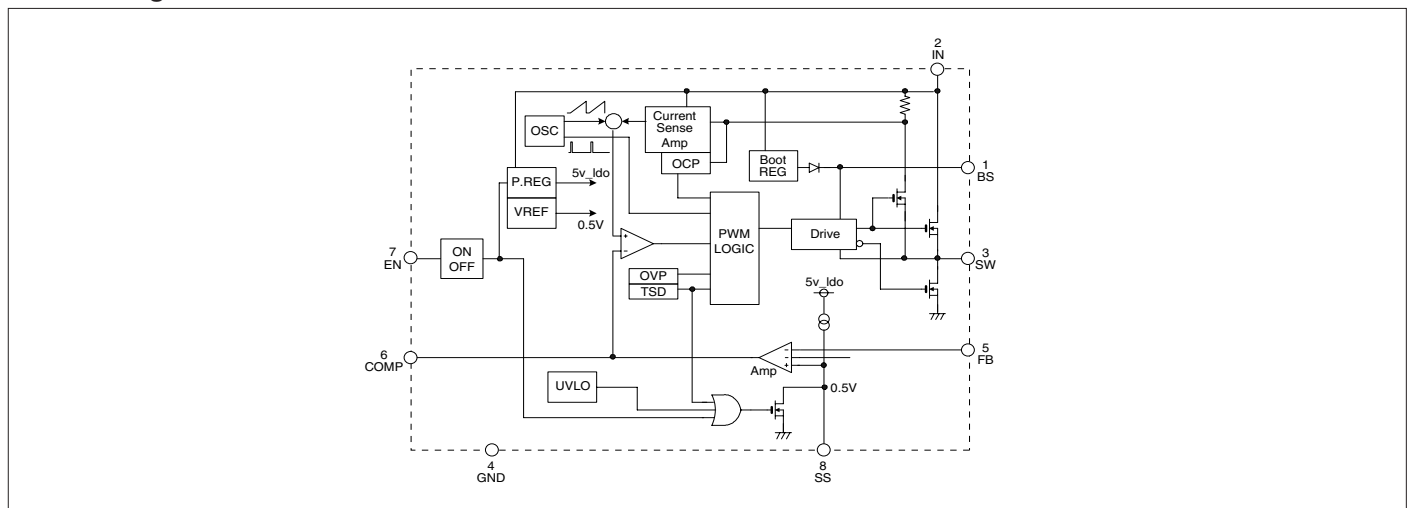 2
IN
Current
Sense
Amp
OSC
OCP
Boot
REG
1
BS
P.REG
5v_ldo
VREF
0.5V
PWM
LOGIC
Drive
+
−
7
EN
ON
OFF
3
SW
OVP
TSD
5v_ldo
6
COMP
−
−
+
Amp
5
FB
UVLO
0.5V
4
GND
8
SS